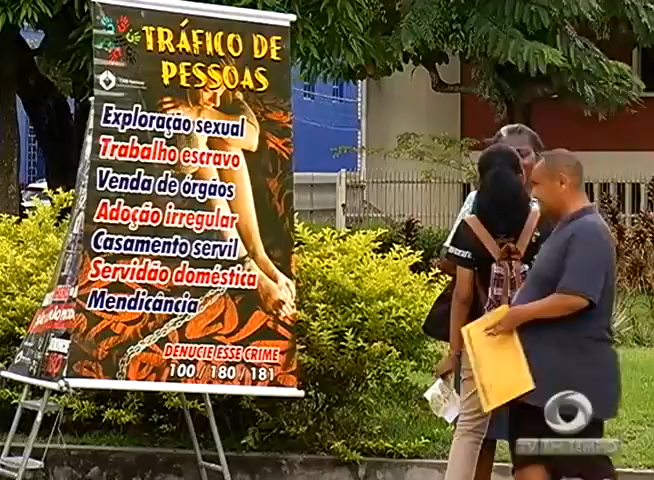 TRÁFICO DE
PESSOAS
Exploração sexual
Trabalho escravo
Venda de órgãos
Adoção irregular
Casamento servil
Servidão doméstica
Mendicância
DENUCIE ESSE CRIME
100 / 180 / 181